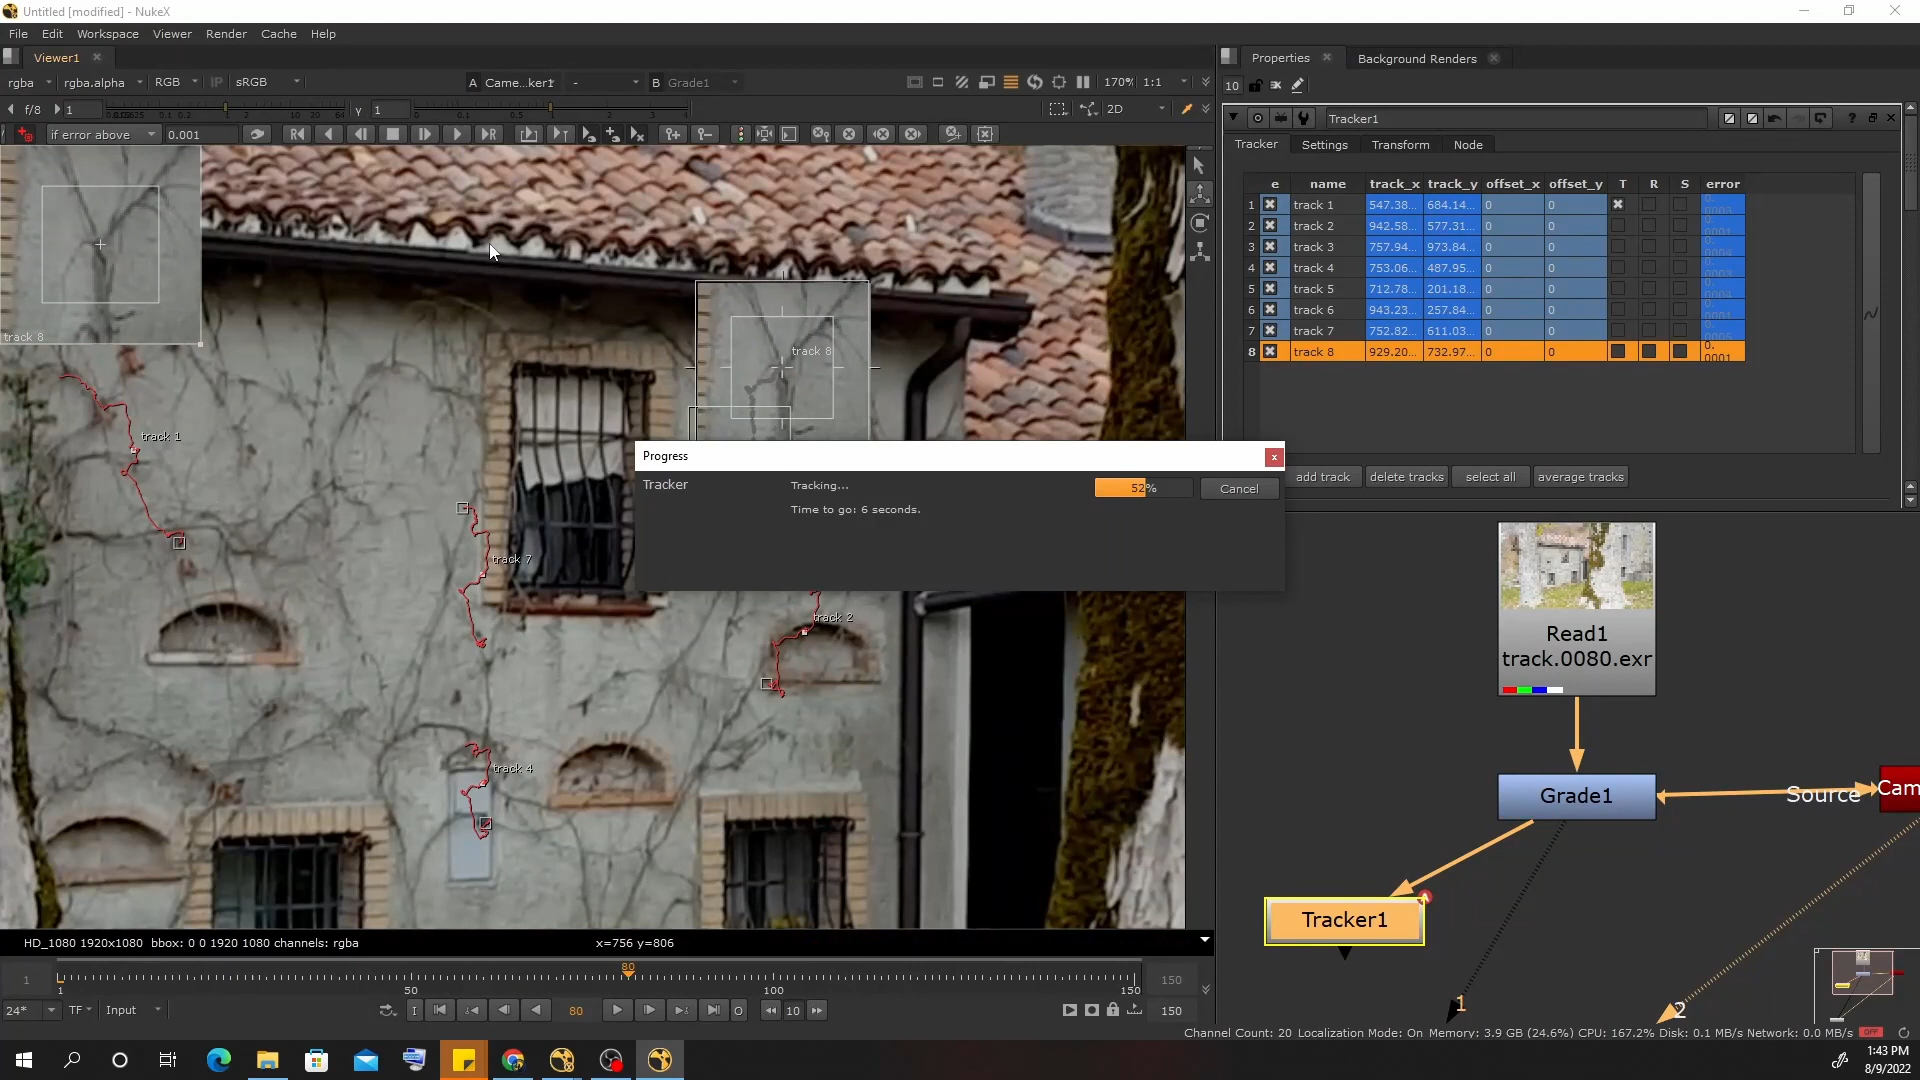 Untitled [modified] - NukeX
File Edit Workspace Viewer Render Cache Help
Viewer1
Properties
Background Renders
rgba rgba.alpha RGB IP sRGB A Came...ker1 - B Grade1 170% 1:1
10
f/8 1 Y 1 2D
if error above 0.001
Tracker1
Tracker Settings Transform Node
e name track_x track_y offset_x offset_y T R S error
1 track 1 547.38... 684.14... 0 0
2 track 2 942.58... 577.31... 0 0
3 track 3 757.94... 973.84... 0 0
4 track 4 753.06... 487.95... 0 0
5 track 5 712.78... 201.18... 0 0
6 track 6 943.23... 257.84... 0 0
7 track 7 752.82... 611.03... 0 0
8 track 8 929.20... 732.97... 0 0 0.0001
add track delete tracks select all average tracks
track 8
track 8
track 1
track 7
track 2
track 4
Progress
Tracker Tracking... 52% Cancel
Time to go: 6 seconds.
Read1
track.0080.exr
Grade1
Source
Cam
Tracker1
1
2
HD_1080 1920x1080 bbox: 0 0 1920 1080 channels: rgba x=756 y=806
1 80 150
1 50 100 150
24* TF Input I 80 O 10 150
Channel Count: 20 Localization Mode: On Memory: 3.9 GB (24.6%) CPU: 167.2% Disk: 0.1 MB/s Network: 0.0 MB/s OFF
1:43 PM
8/9/2022